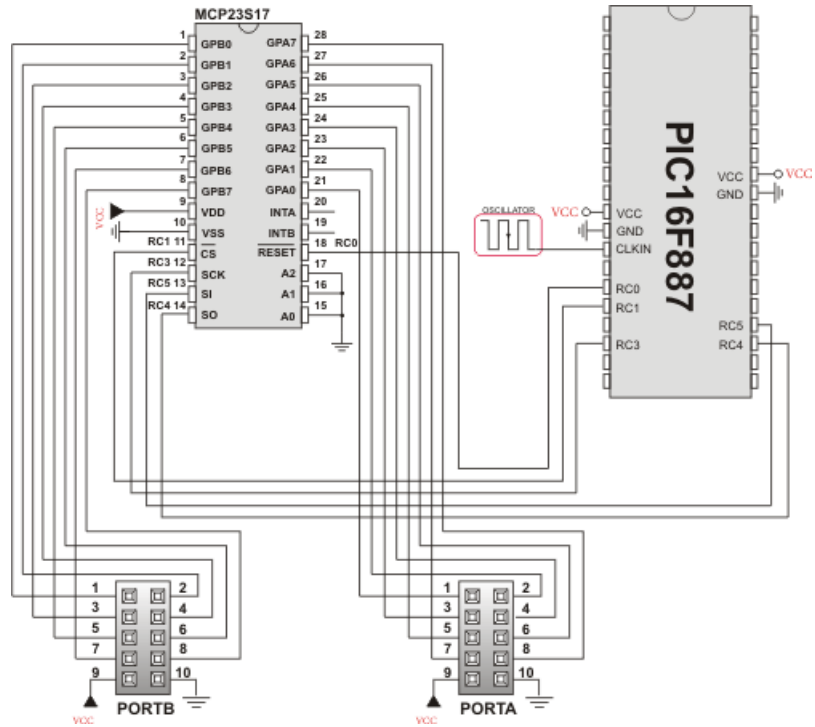 MCP23S17
1 GPB0 GPA7 28
2 GPB1 GPA6 27
3 GPB2 GPA5 26
4 GPB3 GPA4 25
5 GPB4 GPA3 24
6 GPB5 GPA2 23
7 GPB6 GPA1 22
8 GPB7 GPA0 21
VCC 9 VDD INTA 20
10 VSS INTB 19
RC1 11 CS RESET 18 RC0
RC3 12 SCK A2 17
RC5 13 SI A1 16
RC4 14 SO A0 15
PIC16F887
VCC VCC
GND
OSCILLATOR
VCC VCC
GND
CLKIN
RC0
RC1
RC5
RC3 RC4
1 2
3 4
5 6
7 8
9 10
VCC
PORTB
1 2
3 4
5 6
7 8
9 10
VCC
PORTA